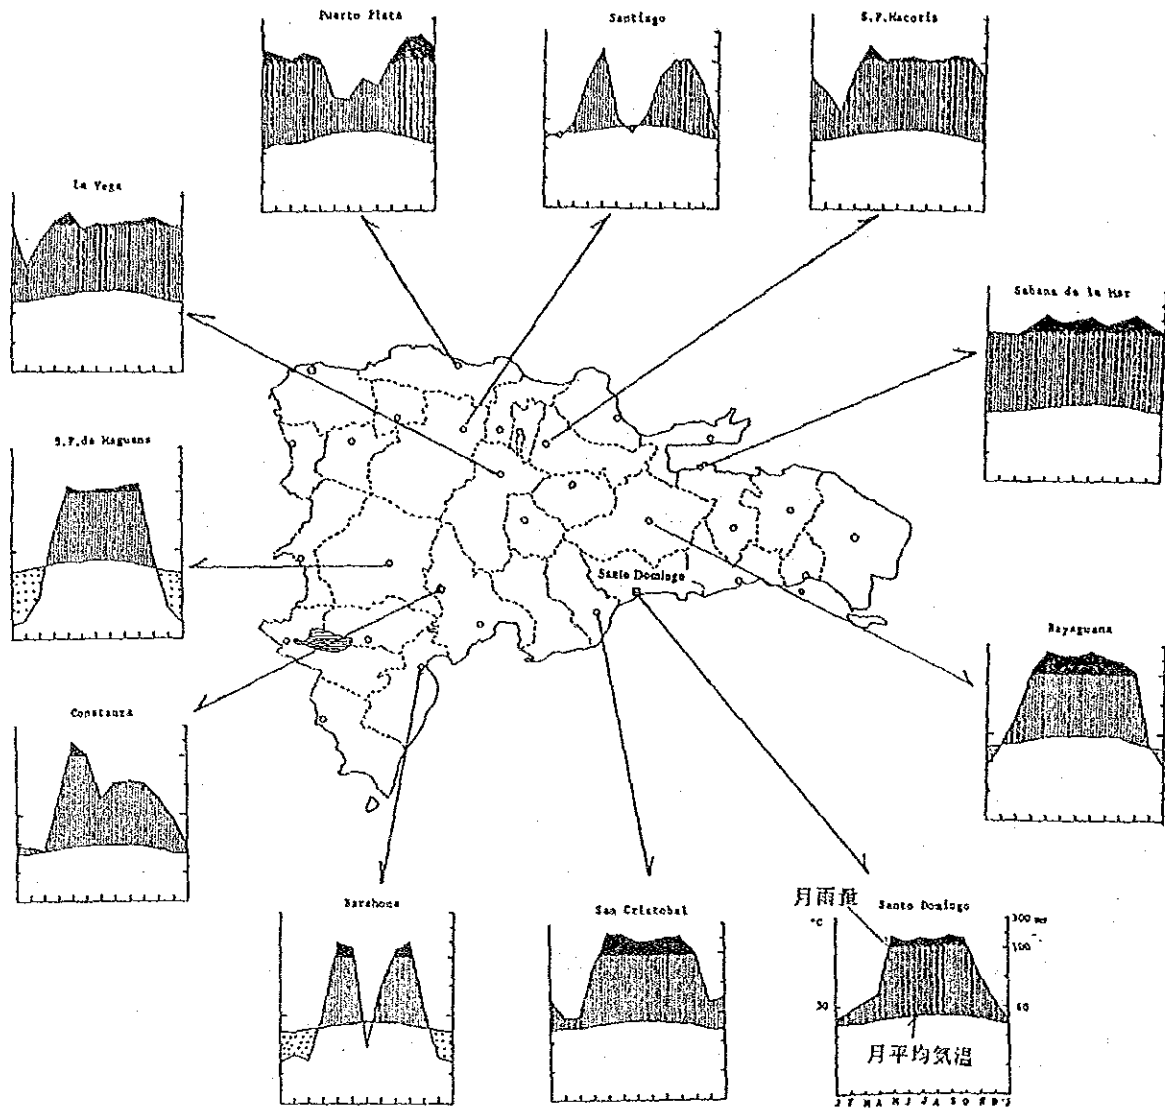 Puerto Plata
Santiago
S.F.Macoris
La Vega
Sabana de la Mar
S.F.de Maguana
Santo Domingo
Bayaguana
Constanza
Barahona
San Cristobal
月雨量
Santo Domingo
°C
300 mm
100
30
60
月平均気温
J F M A M J J A S O N D J